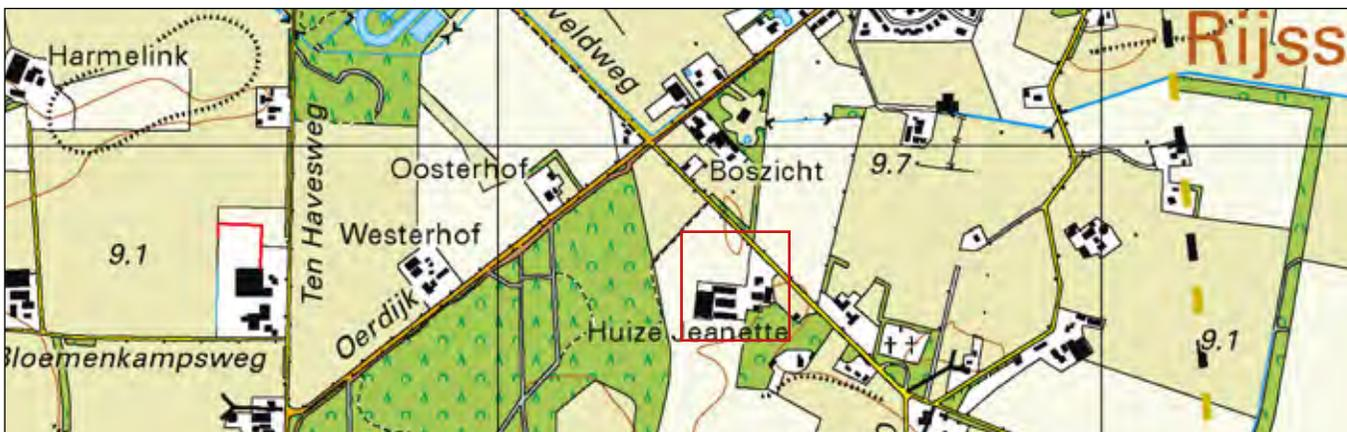 veldweg
Rijss
Harmelink
Ten Havesweg
Oosterhof
Boszicht
9.7
Westerhof
9.1
Oerdijk
Huize Jeanette
9.1
Bloemenkampsweg